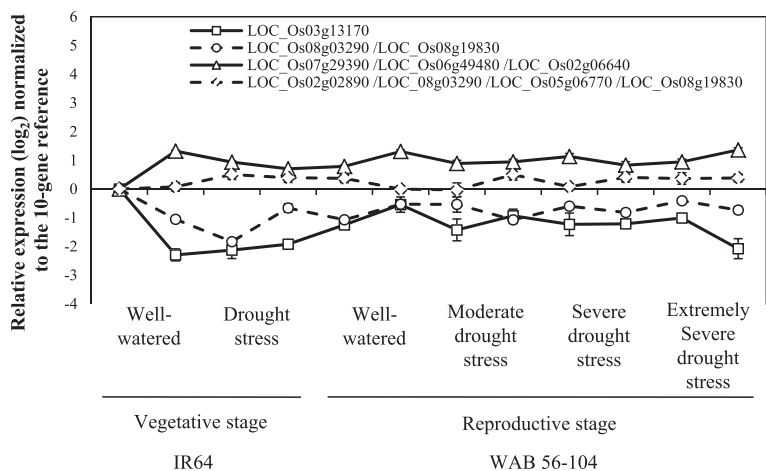 Relative expression (log2) normalized
to the 10-gene reference
6
5
4
3
2
1
0
-1
-2
-3
-4
LOC_Os03g13170
LOC_Os08g03290 /LOC_Os08g19830
LOC_Os07g29390 /LOC_Os06g49480 /LOC_Os02g06640
LOC_Os02g02890 /LOC_08g03290 /LOC_Os05g06770 /LOC_Os08g19830
Well-
watered
Drought
stress
Well-
watered
Moderate
drought
stress
Severe
drought
stress
Extremely
Severe
drought
stress
Vegetative stage
Reproductive stage
IR64
WAB 56-104